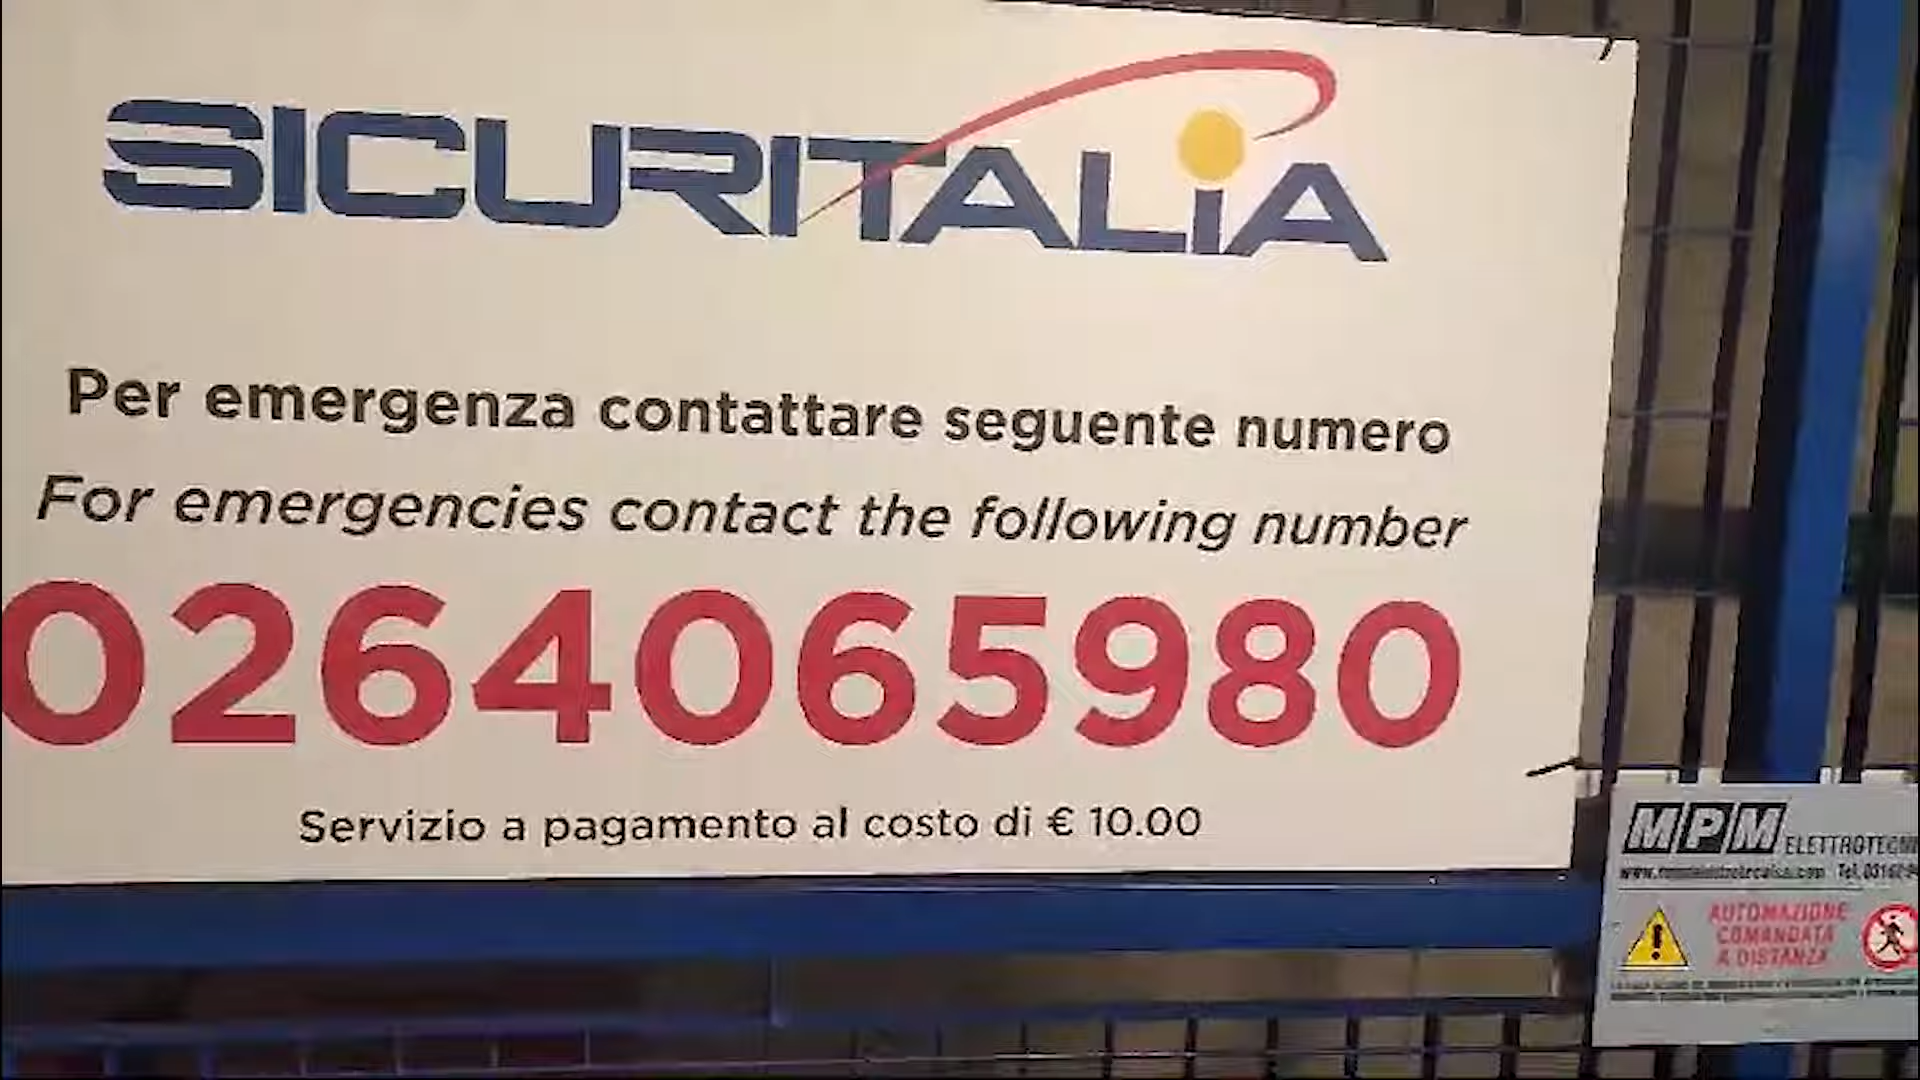 SICURITALIA
Per emergenza contattare seguente numero
For emergencies contact the following number
0264065980
Servizio a pagamento al costo di € 10.00
MPM
AUTOMAZIONE
COMANDATA
A DISTANZA